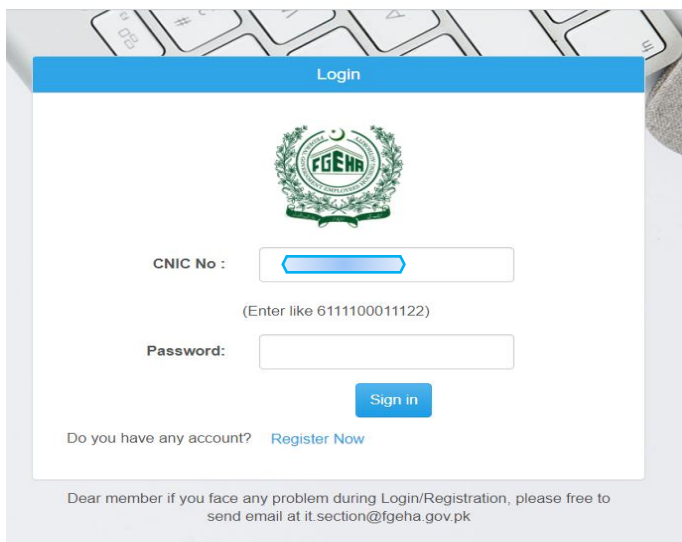 Login
FGEHA
CNIC No :
(Enter like 6111100011122)
Password:
Sign in
Do you have any account? Register Now
Dear member if you face any problem during Login/Registration, please free to
send email at it.section@fgeha.gov.pk